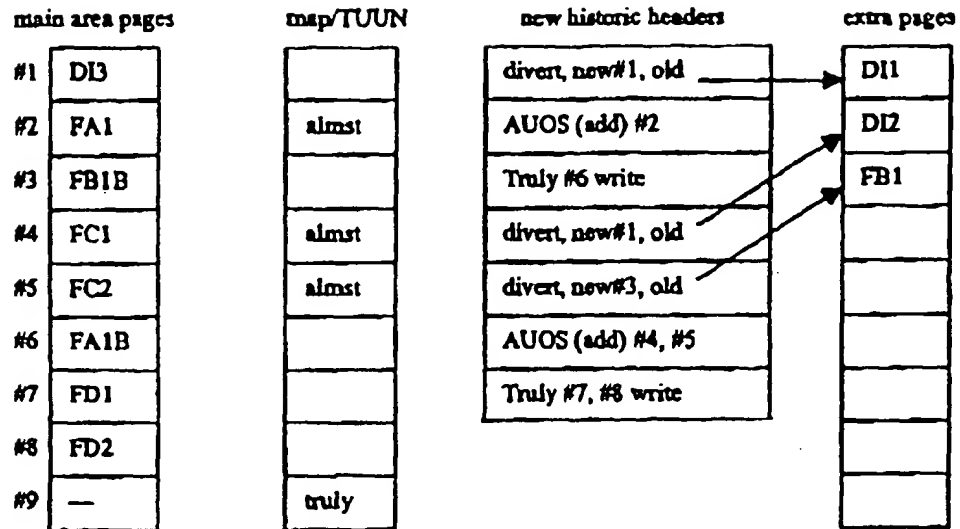 main area pages map/TUUN new historic headers extra pages
#1 DI3 divert, new#1, old DI1
#2 FA1 almst AUOS (add) #2 DI2
#3 FB1B Truly #6 write FB1
#4 FC1 almst divert, new#1, old
#5 FC2 almst divert, new#3, old
#6 FA1B AUOS (add) #4, #5
#7 FD1 Truly #7, #8 write
#8 FD2
#9 — truly